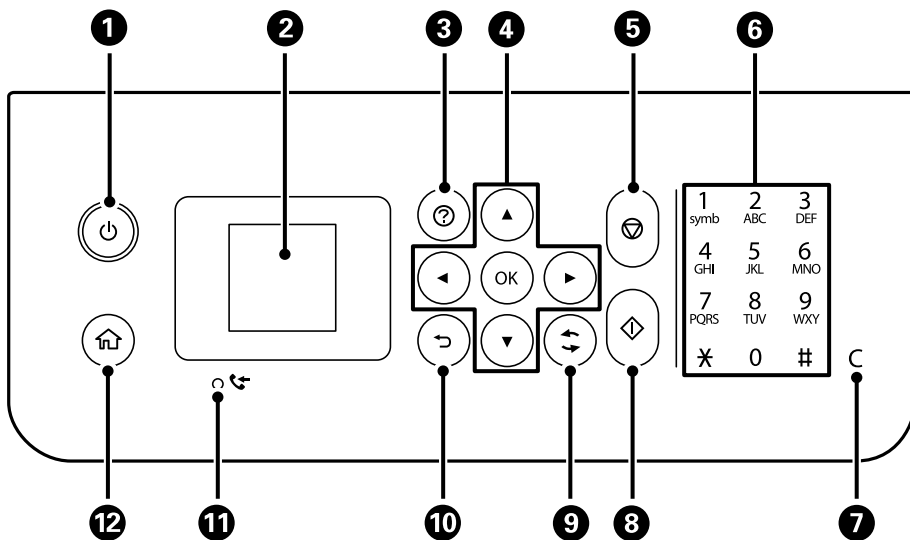 1 2 3 4 5 6
1 2 3
symb ABC DEF
4 5 6
GHI JKL MNO
7 8 9
PQRS TUV WXY
* 0 #
OK
C
12 11 10 9 8 7